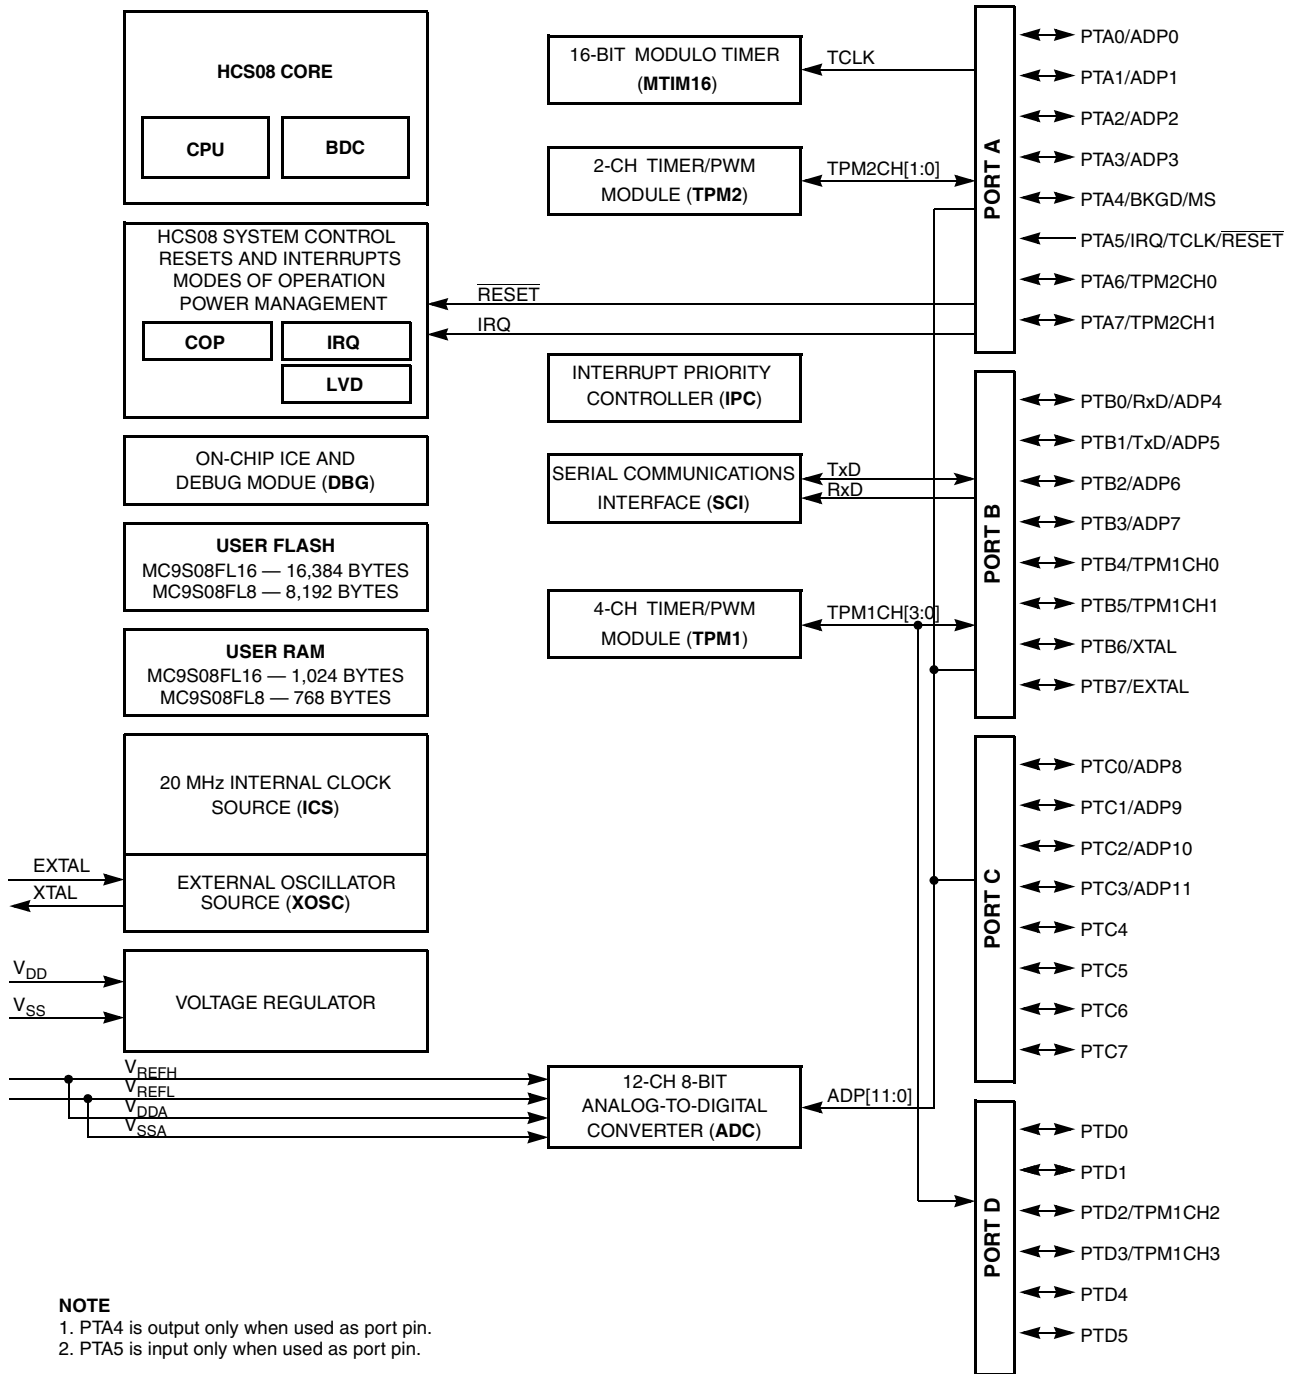 HCS08 CORE
CPU
BDC
HCS08 SYSTEM CONTROL
RESETS AND INTERRUPTS
MODES OF OPERATION
POWER MANAGEMENT
COP
IRQ
LVD
ON-CHIP ICE AND
DEBUG MODUE (DBG)
USER FLASH
MC9S08FL16 — 16,384 BYTES
MC9S08FL8 — 8,192 BYTES
USER RAM
MC9S08FL16 — 1,024 BYTES
MC9S08FL8 — 768 BYTES
20 MHz INTERNAL CLOCK
SOURCE (ICS)
EXTAL
XTAL
EXTERNAL OSCILLATOR
SOURCE (XOSC)
VDD
VSS
VOLTAGE REGULATOR
VREFH
VREFL
VDDA
VSSA
16-BIT MODULO TIMER
(MTIM16)
TCLK
2-CH TIMER/PWM
MODULE (TPM2)
TPM2CH[1:0]
RESET
IRQ
INTERRUPT PRIORITY
CONTROLLER (IPC)
SERIAL COMMUNICATIONS
INTERFACE (SCI)
TxD
RxD
4-CH TIMER/PWM
MODULE (TPM1)
TPM1CH[3:0]
12-CH 8-BIT
ANALOG-TO-DIGITAL
CONVERTER (ADC)
ADP[11:0]
PORT A
PTA0/ADP0
PTA1/ADP1
PTA2/ADP2
PTA3/ADP3
PTA4/BKGD/MS
PTA5/IRQ/TCLK/RESET
PTA6/TPM2CH0
PTA7/TPM2CH1
PORT B
PTB0/RxD/ADP4
PTB1/TxD/ADP5
PTB2/ADP6
PTB3/ADP7
PTB4/TPM1CH0
PTB5/TPM1CH1
PTB6/XTAL
PTB7/EXTAL
PORT C
PTC0/ADP8
PTC1/ADP9
PTC2/ADP10
PTC3/ADP11
PTC4
PTC5
PTC6
PTC7
PORT D
PTD0
PTD1
PTD2/TPM1CH2
PTD3/TPM1CH3
PTD4
PTD5
NOTE
1. PTA4 is output only when used as port pin.
2. PTA5 is input only when used as port pin.